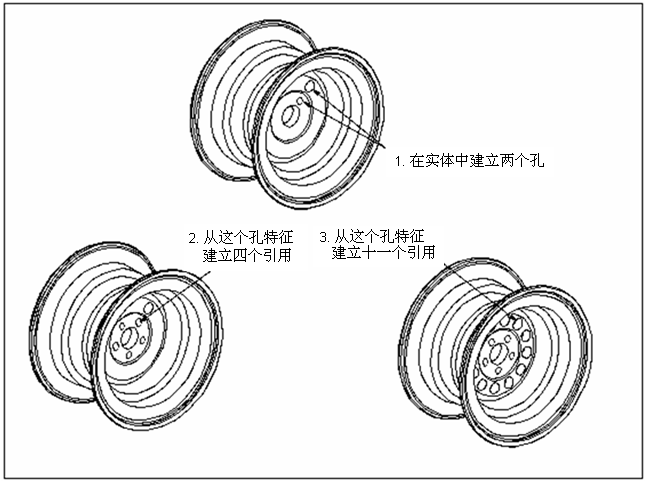 1. 在实体中建立两个孔
2. 从这个孔特征
建立四个引用
3. 从这个孔特征
建立十一个引用